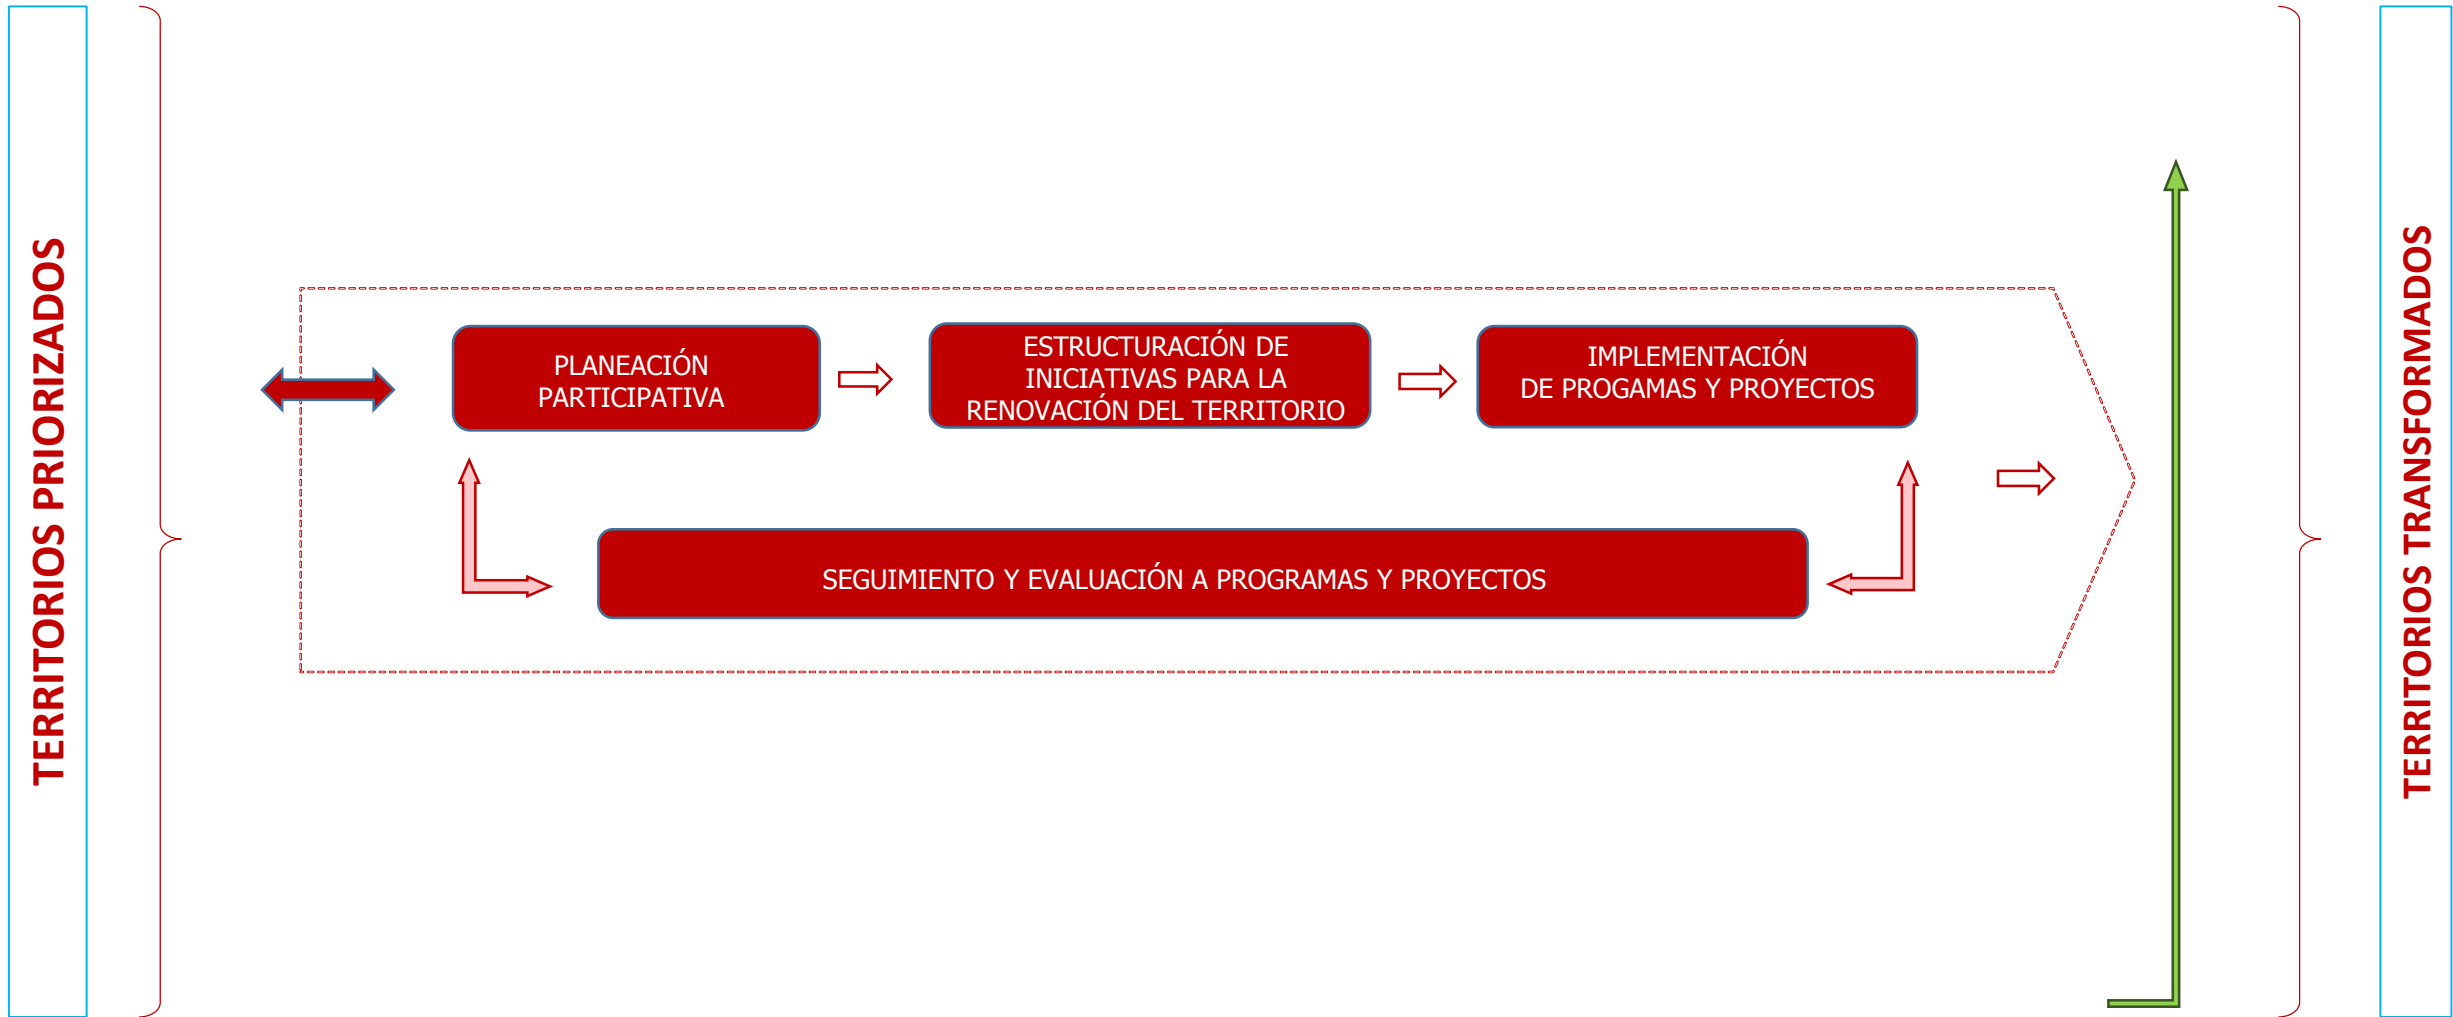 TERRITORIOS PRIORIZADOS
PLANEACIÓN
PARTICIPATIVA
ESTRUCTURACIÓN DE
INICIATIVAS PARA LA
RENOVACIÓN DEL TERRITORIO
IMPLEMENTACIÓN
DE PROGAMAS Y PROYECTOS
SEGUIMIENTO Y EVALUACIÓN A PROGRAMAS Y PROYECTOS
TERRITORIOS TRANSFORMADOS